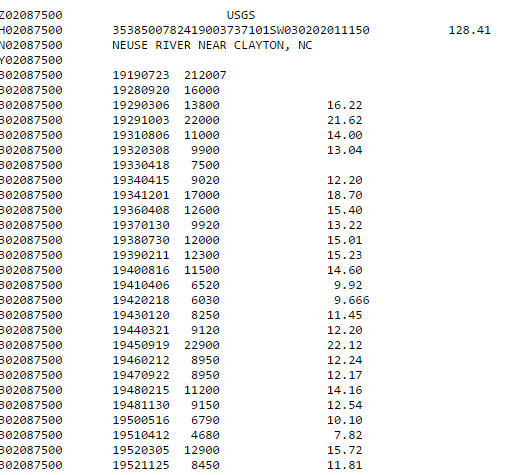 Z02087500 USGS
H02087500 3538500782419003737101SW030202011150 128.41
N02087500 NEUSE RIVER NEAR CLAYTON, NC
Y02087500
302087500 19190723 212007
302087500 19280920 16000
302087500 19290306 13800 16.22
302087500 19291003 22000 21.62
302087500 19310806 11000 14.00
302087500 19320308 9900 13.04
302087500 19330418 7500
302087500 19340415 9020 12.20
302087500 19341201 17000 18.70
302087500 19360408 12600 15.40
302087500 19370130 9920 13.22
302087500 19380730 12000 15.01
302087500 19390211 12300 15.23
302087500 19400816 11500 14.60
302087500 19410406 6520 9.92
302087500 19420218 6030 9.666
302087500 19430120 8250 11.45
302087500 19440321 9120 12.20
302087500 19450919 22900 22.12
302087500 19460212 8950 12.24
302087500 19470922 8950 12.17
302087500 19480215 11200 14.16
302087500 19481130 9150 12.54
302087500 19500516 6790 10.10
302087500 19510412 4680 7.82
302087500 19520305 12900 15.72
302087500 19521125 8450 11.81